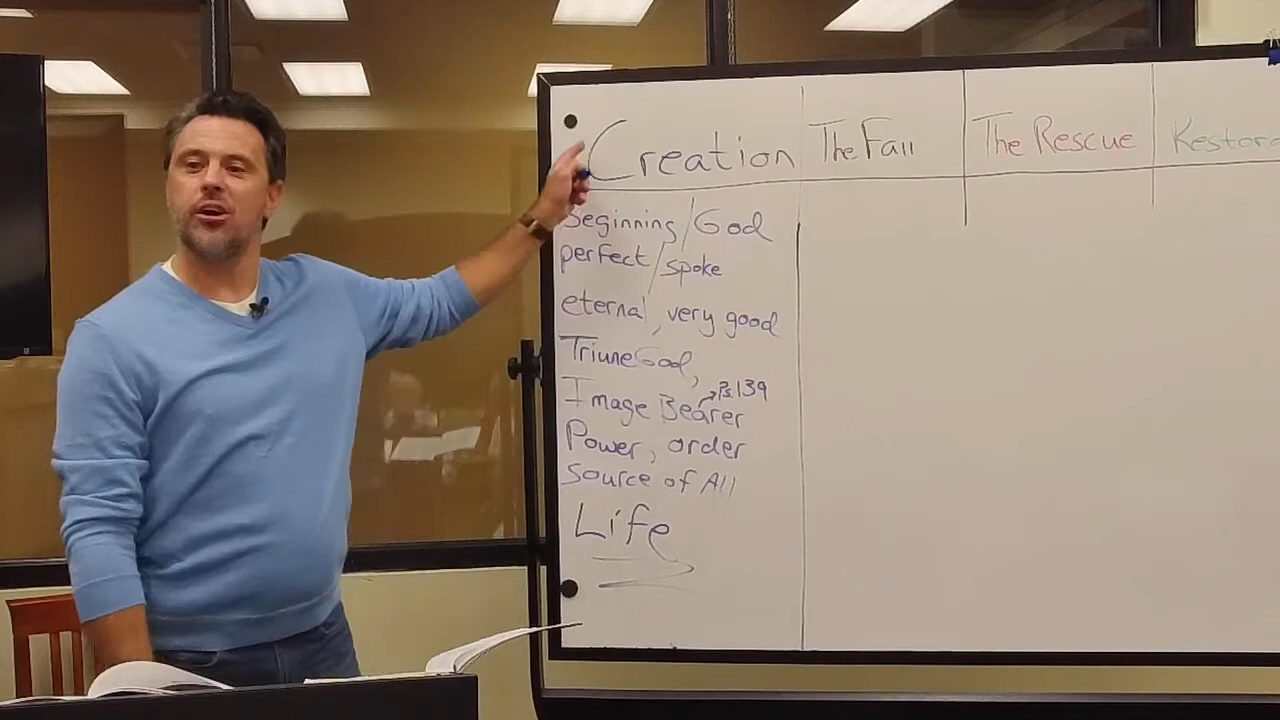 Creation The Fall The Rescue Restora
Beginning / God
perfect / spoke
eternal, very good
Triune God,
Ps. 139
Image Bearer
Power, order
Source of All
Life